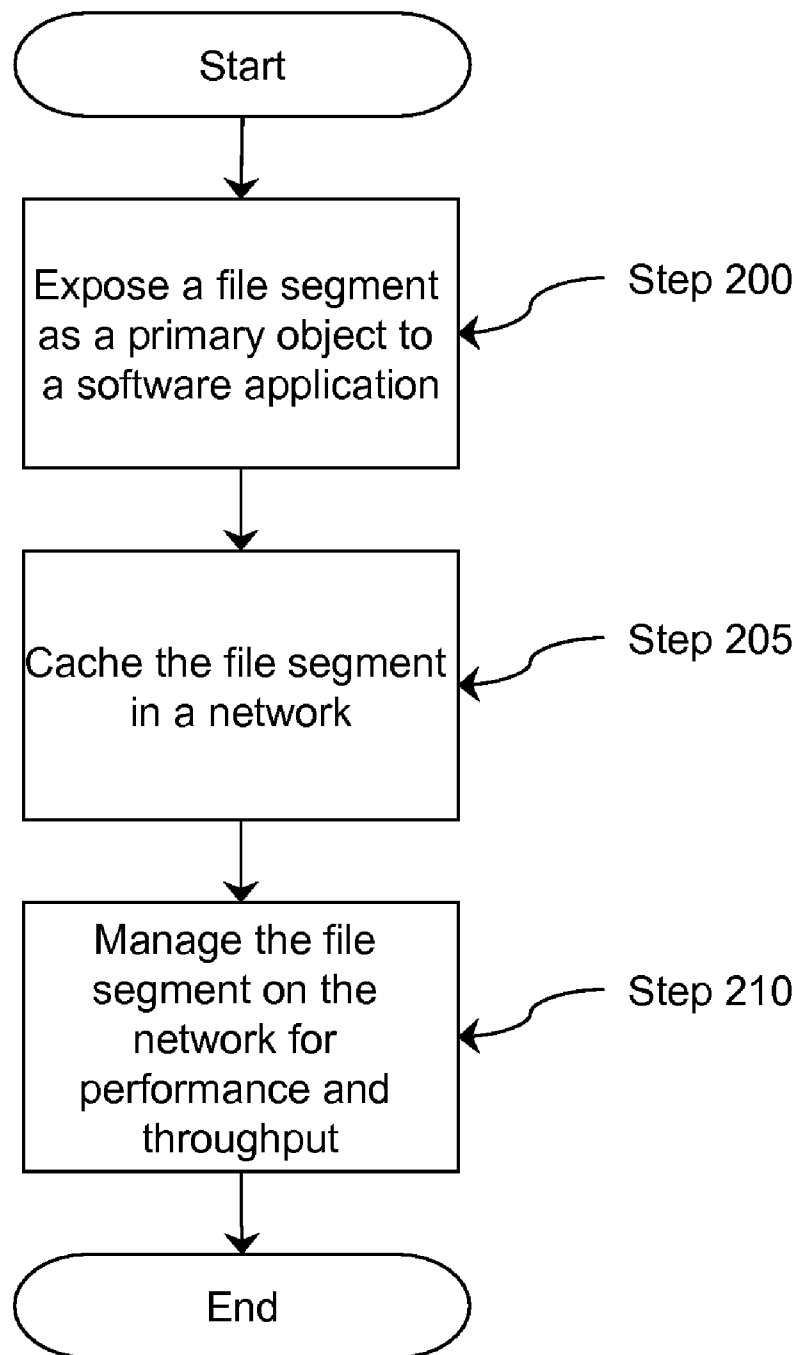 Start
Expose a file segment
as a primary object to
a software application
Step 200
Cache the file segment
in a network
Step 205
Manage the file
segment on the
network for
performance and
throughput
Step 210
End